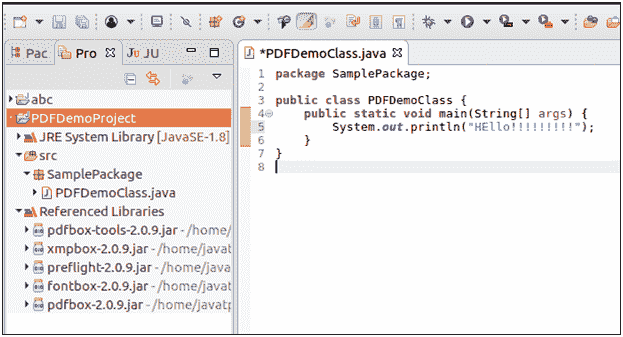 Pac
Pro
JU
*PDFDemoClass.java
abc
PDFDemoProject
JRE System Library [JavaSE-1.8]
src
SamplePackage
PDFDemoClass.java
Referenced Libraries
pdfbox-tools-2.0.9.jar - /home/
xmpbox-2.0.9.jar - /home/javat
preflight-2.0.9.jar - /home/java
fontbox-2.0.9.jar - /home/javat
pdfbox-2.0.9.jar - /home/javatp
1 package SamplePackage;
2
3 public class PDFDemoClass {
4 public static void main(String[] args) {
5 System.out.println("HEllo!!!!!!!!!");
6 }
7 }
8